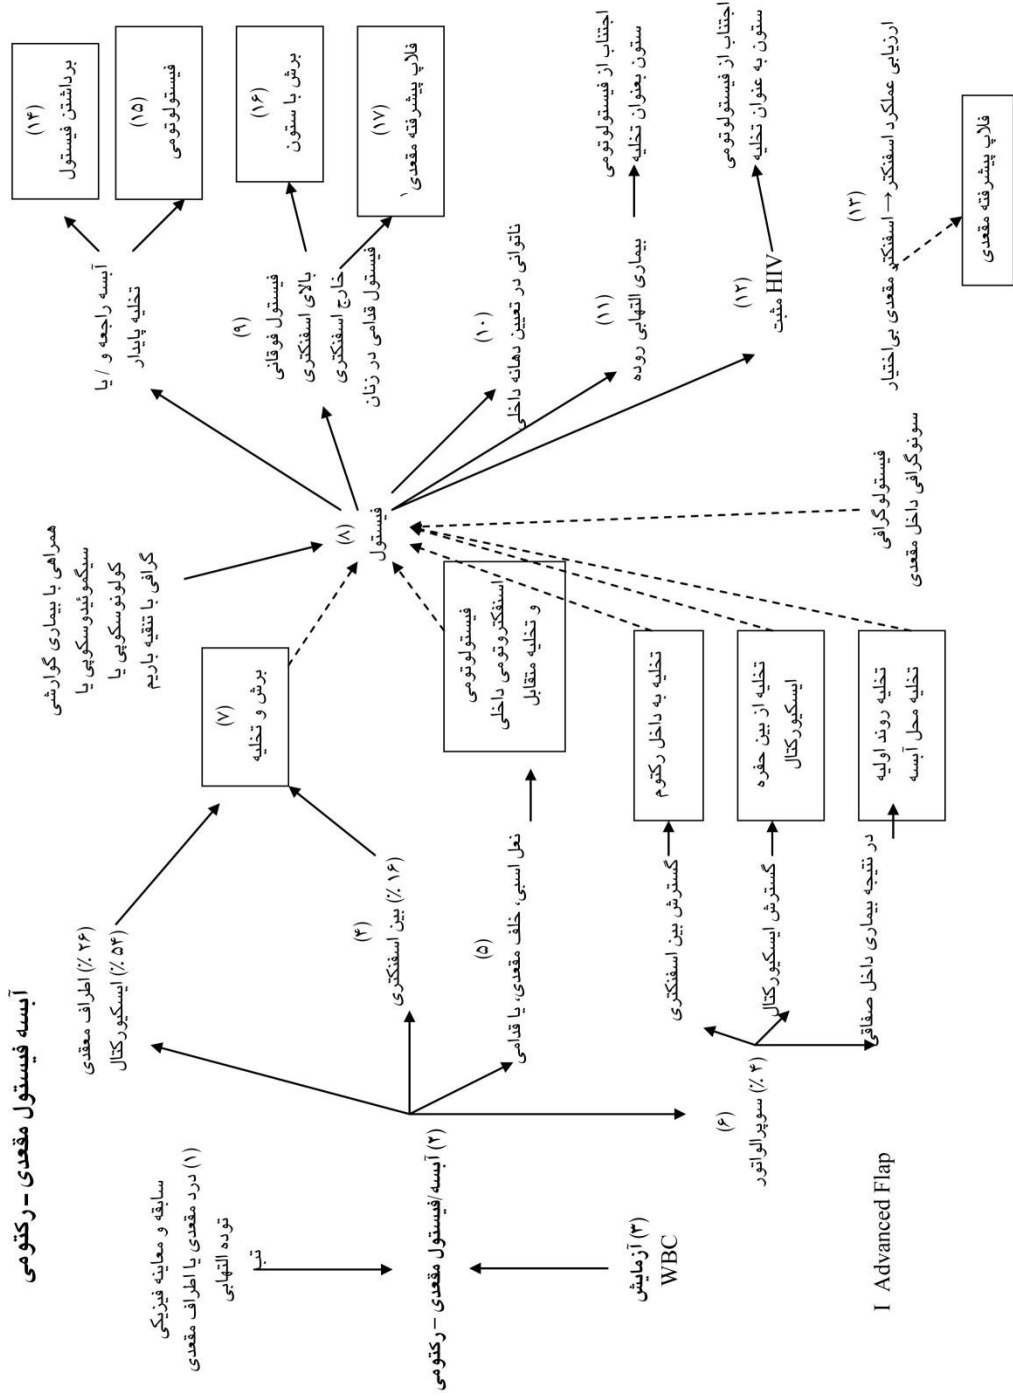 آبسه فیستول مقعدی – رکتومی
سابقه و معاینه فیزیکی
(۱) درد مقعدی یا اطراف مقعدی
توده التهابی
تب
(۲) آبسه/فیستول مقعدی – رکتومی
(۳) آزمایش
WBC
اطراف معقدی (۲۶ ٪)
ایسکیورکتال (۵۴ ٪)
(۴)
بین اسفنکتری (۱۶ ٪)
(۵)
نعل اسبی، خلف مقعدی، یا قدامی
(۶)
سوپرالواتور (۴ ٪)
گسترش بین اسفنکتری
گسترش ایسکیورکتال
در نتیجه بیماری داخل صفاقی
(۷)
برش و تخلیه
فیستولوتومی
اسنفکتروتومی داخلی
و تخلیه متقابل
تخلیه به داخل رکتوم
تخلیه از بین حفره
ایسکیورکتال
تخلیه روند اولیه
تخلیه محل آبسه
همراهی با بیماری گوارشی
سیگموئیدوسکوپی یا
کولونوسکوپی یا
گرافی با تنقیه باریم
(۸)
فیستول
فیستولوگرافی
سونوگرافی داخل مقعدی
آبسه راجعه و / یا
تخلیه پایدار
(۹)
فیستول فوقانی
بالای اسفنکتری
خارج اسفنکتری
فیستول قدامی در زنان
(۱۰)
ناتوانی در تعیین دهانه داخلی
(۱۱)
بیماری التهابی روده
(۱۲)
HIV مثبت
(۱۳)
ارزیابی عملکرد اسفنکتر → اسفنکتر مقعدی بی‌اختیار
(۱۴)
برداشتن فیستول
(۱۵)
فیستولوتومی
(۱۶)
برش با ستون
(۱۷)
فلاپ پیشرفته مقعدی۱
اجتناب از فیستولوتومی
ستون بعنوان تخلیه
اجتناب از فیستولوتومی
ستون به عنوان تخلیه
فلاپ پیشرفته مقعدی
I Advanced Flap